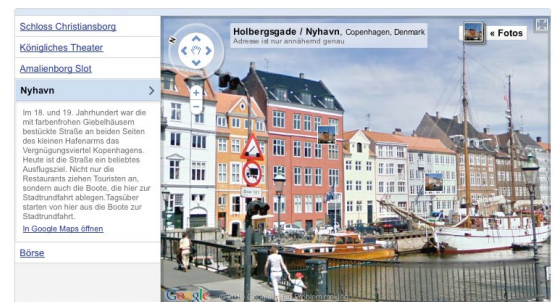 Schloss Christiansborg
Königliches Theater
Amalienborg Slot
Nyhavn
Im 18. und 19. Jahrhundert war die
mit farbenfrohen Giebelhäusern
bestückte Straße an beiden Seiten
des kleinen Hafenarms das
Vergnügungsviertel Kopenhagens.
Heute ist die Straße ein beliebtes
Ausflugsziel. Nicht nur die
Restaurants ziehen Touristen an,
sondern auch die Boote, die hier zur
Stadtrundfahrt ablegen.Tagsüber
starten von hier aus die Boote zur
Stadtrundfahrt.
In Google Maps öffnen
Börse
Holbergsgade / Nyhavn, Copenhagen, Denmark
Adresse ist nur annähernd genau
« Fotos
Google